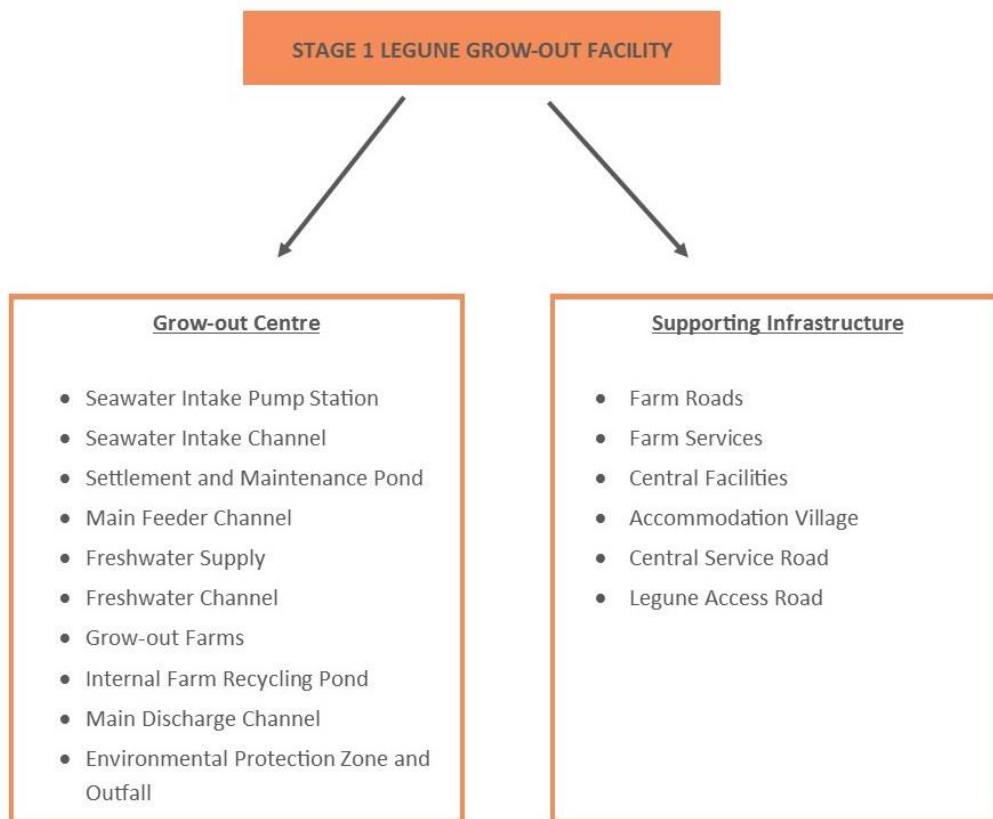 STAGE 1 LEGUNE GROW-OUT FACILITY
Grow-out Centre
• Seawater Intake Pump Station
• Seawater Intake Channel
• Settlement and Maintenance Pond
• Main Feeder Channel
• Freshwater Supply
• Freshwater Channel
• Grow-out Farms
• Internal Farm Recycling Pond
• Main Discharge Channel
• Environmental Protection Zone and
Outfall
Supporting Infrastructure
• Farm Roads
• Farm Services
• Central Facilities
• Accommodation Village
• Central Service Road
• Legune Access Road